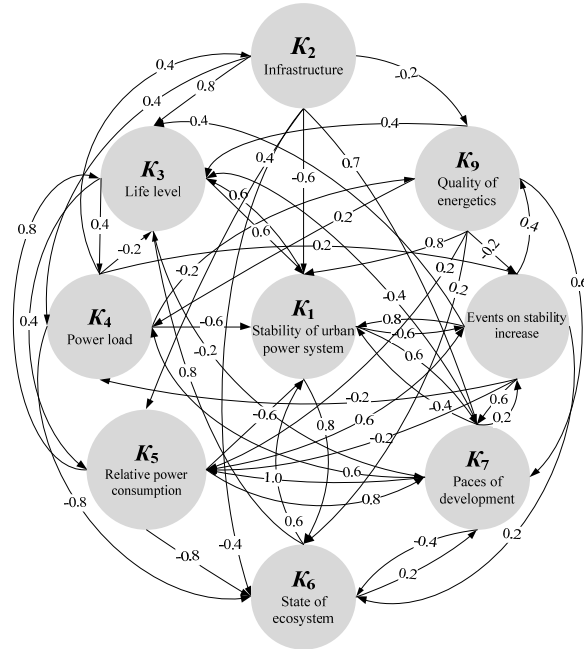 K2
Infrastructure
0.4
0.4
0.8
-0.2
0.4
0.4
0.7
0.4
K3
Life level
K9
Quality of
energetics
-0.6
0.6
0.6
0.8
0.4
-0.2
0.2
0.2
0.8
-0.2
0.4
-0.2
0.2
0.2
-0.4
0.6
K4
Power load
-0.6
K1
Stability of urban
power system
0.8
-0.6
Events on stability
increase
0.4
-0.2
0.8
0.6
-0.2
-0.4
0.6
0.2
-0.6
0.8
0.6
-0.2
K5
Relative power
consumption
1.0
0.6
0.8
K7
Paces of
development
-0.8
-0.8
-0.4
0.6
-0.4
0.2
0.2
K6
State of
ecosystem